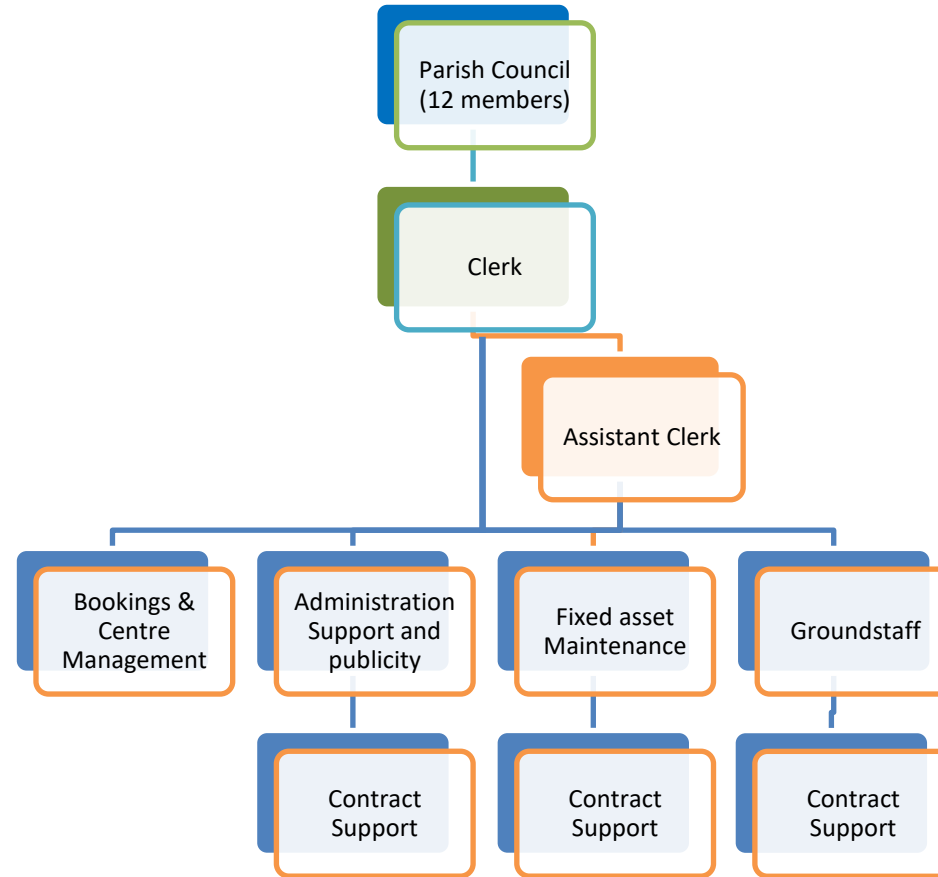 Parish Council
(12 members)
Clerk
Assistant Clerk
Bookings &
Centre
Management
Administration
Support and
publicity
Fixed asset
Maintenance
Groundstaff
Contract
Support
Contract
Support
Contract
Support